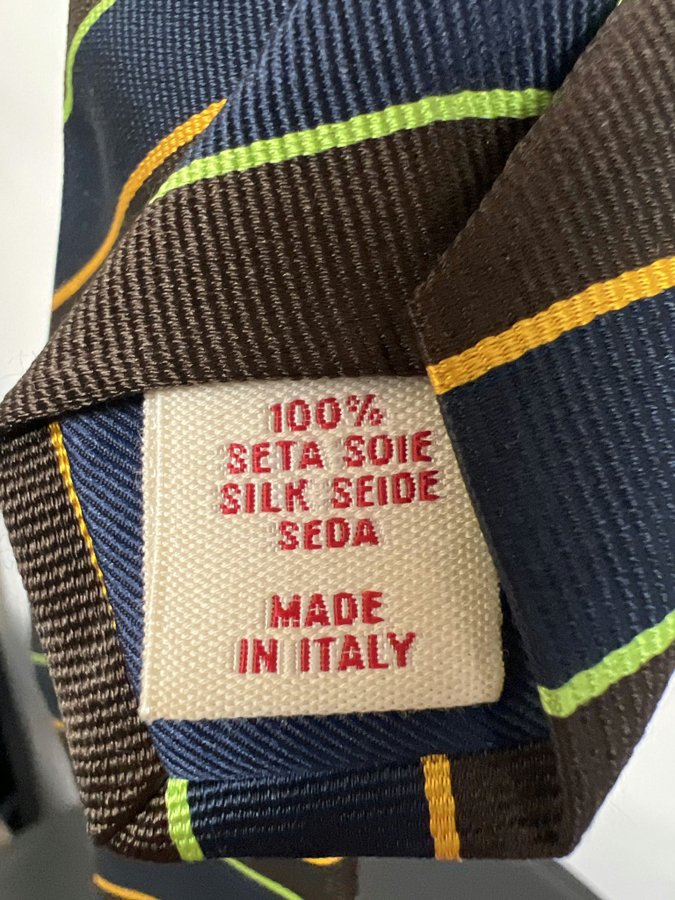 100%
SETA SOIE
SILK SEIDE
SEDA
MADE
IN ITALY